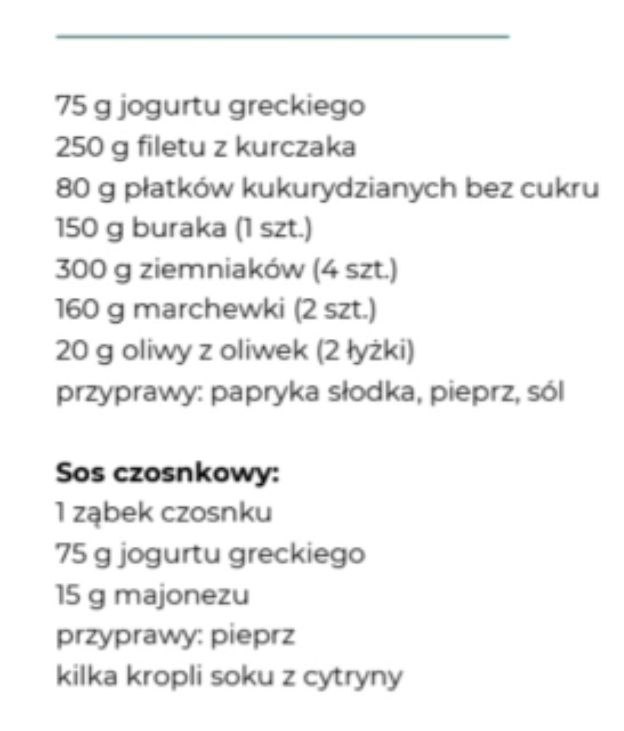 75 g jogurtu greckiego
250 g filetu z kurczaka
80 g płatków kukurydzianych bez cukru
150 g buraka (1 szt.)
300 g ziemniaków (4 szt.)
160 g marchewki (2 szt.)
20 g oliwy z oliwek (2 łyżki)
przyprawy: papryka słodka, pieprz, sól
Sos czosnkowy:
1 ząbek czosnku
75 g jogurtu greckiego
15 g majonezu
przyprawy: pieprz
kilka kropli soku z cytryny